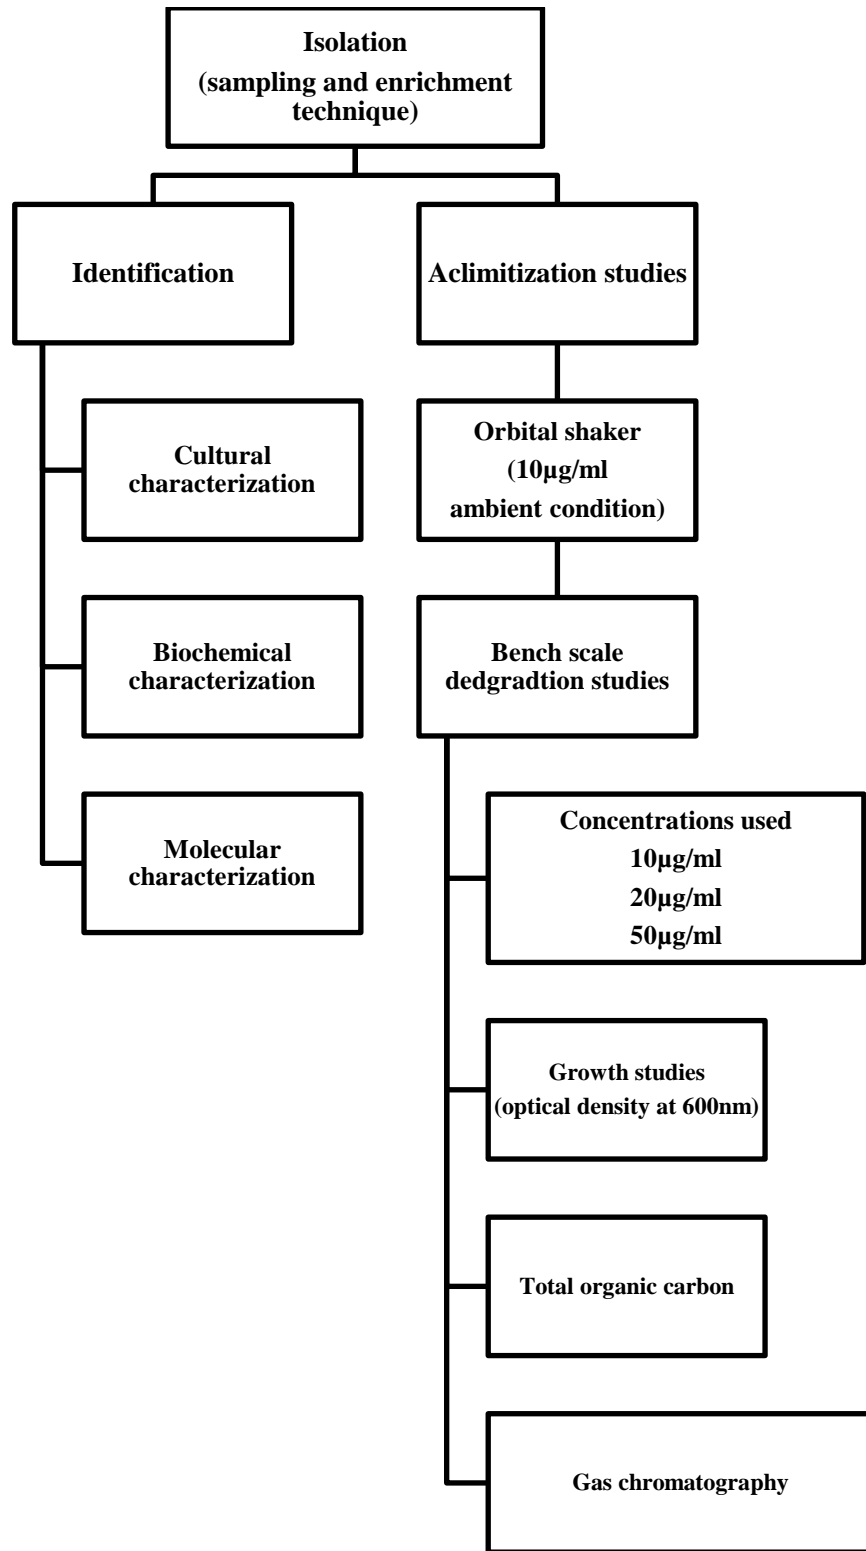 Isolation
(sampling and enrichment
technique)
Identification
Aclimitization studies
Cultural
characterization
Orbital shaker
(10µg/ml
ambient condition)
Biochemical
characterization
Bench scale
dedgradtion studies
Molecular
characterization
Concentrations used
10µg/ml
20µg/ml
50µg/ml
Growth studies
(optical density at 600nm)
Total organic carbon
Gas chromatography